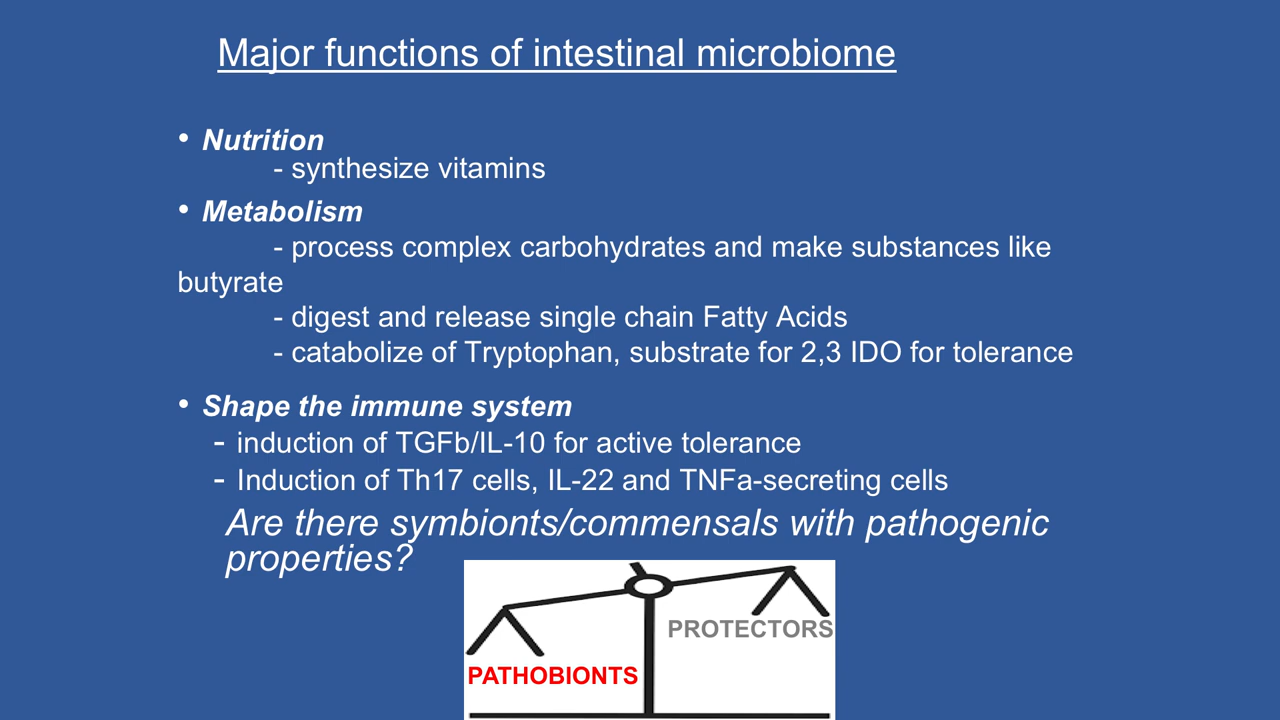 Major functions of intestinal microbiome
• Nutrition
- synthesize vitamins
• Metabolism
- process complex carbohydrates and make substances like
butyrate
- digest and release single chain Fatty Acids
- catabolize of Tryptophan, substrate for 2,3 IDO for tolerance
• Shape the immune system
- induction of TGFb/IL-10 for active tolerance
- Induction of Th17 cells, IL-22 and TNFa-secreting cells
Are there symbionts/commensals with pathogenic
properties?
PROTECTORS
PATHOBIONTS